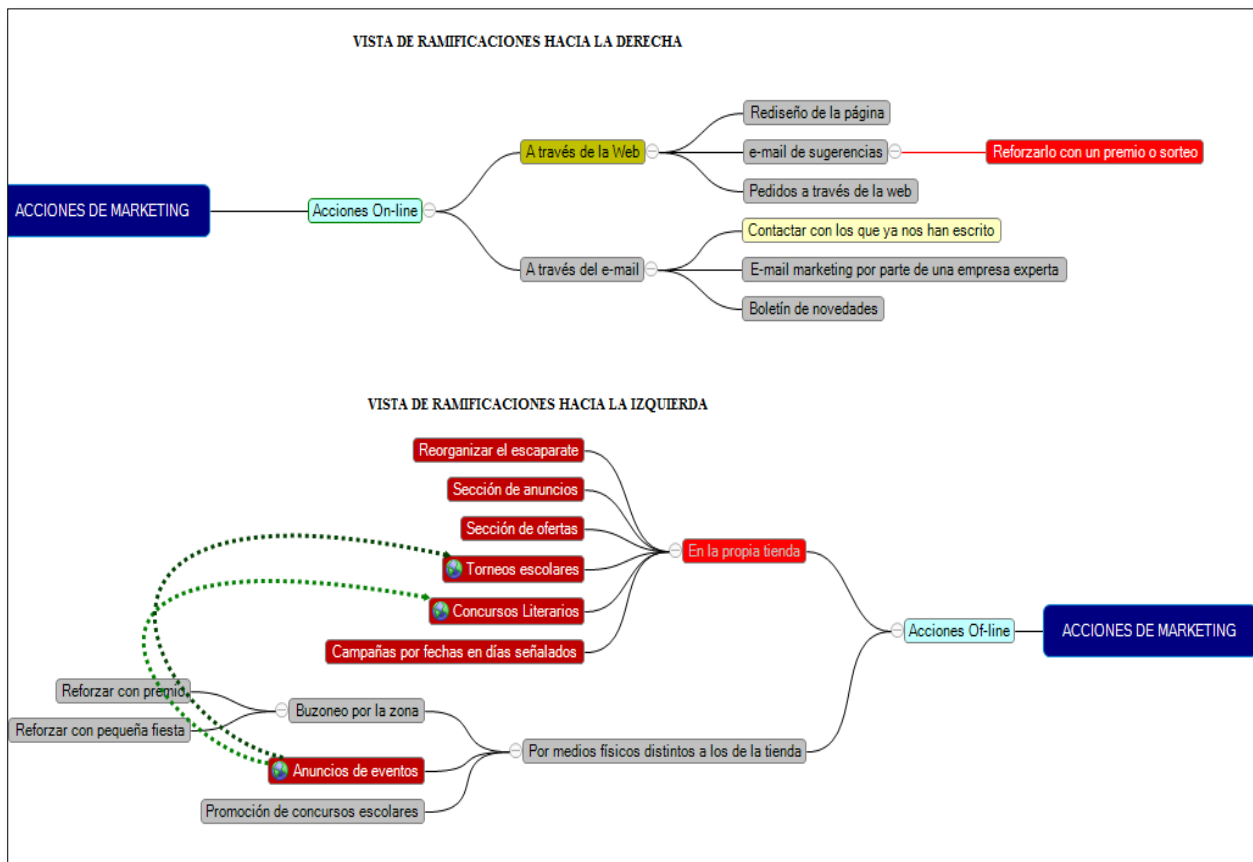 VISTA DE RAMIFICACIONES HACIA LA DERECHA
ACCIONES DE MARKETING
Acciones On-line
A través de la Web
Rediseño de la página
e-mail de sugerencias
Reforzarlo con un premio o sorteo
Pedidos a través de la web
A través del e-mail
Contactar con los que ya nos han escrito
E-mail marketing por parte de una empresa experta
Boletín de novedades
VISTA DE RAMIFICACIONES HACIA LA IZQUIERDA
ACCIONES DE MARKETING
Acciones Of-line
En la propia tienda
Reorganizar el escaparate
Sección de anuncios
Sección de ofertas
Torneos escolares
Concursos Literarios
Campañas por fechas en días señalados
Por medios físicos distintos a los de la tienda
Buzoneo por la zona
Reforzar con premio
Reforzar con pequeña fiesta
Anuncios de eventos
Promoción de concursos escolares